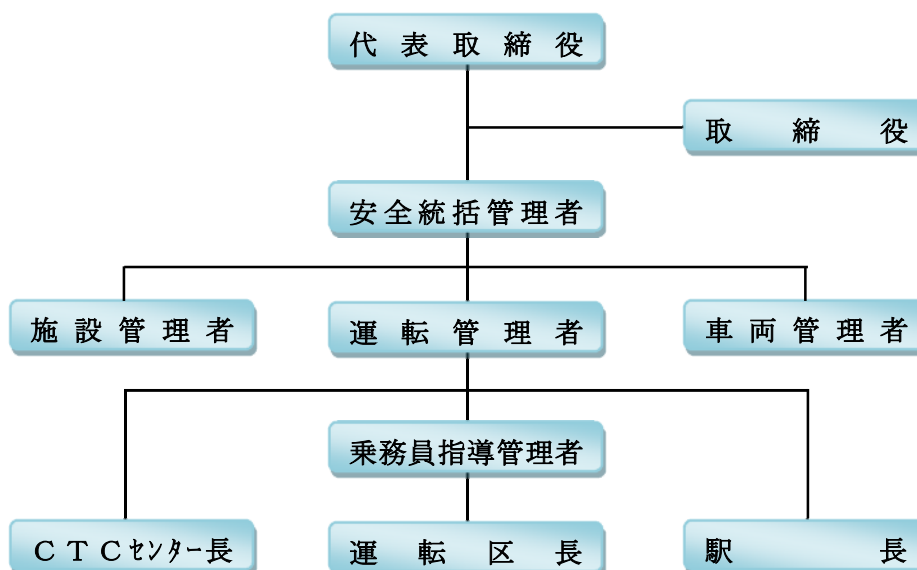 代表取締役
取締役
安全統括管理者
施設管理者
運転管理者
車両管理者
乗務員指導管理者
ＣＴＣｾﾝﾀｰ長
運転区長
駅長